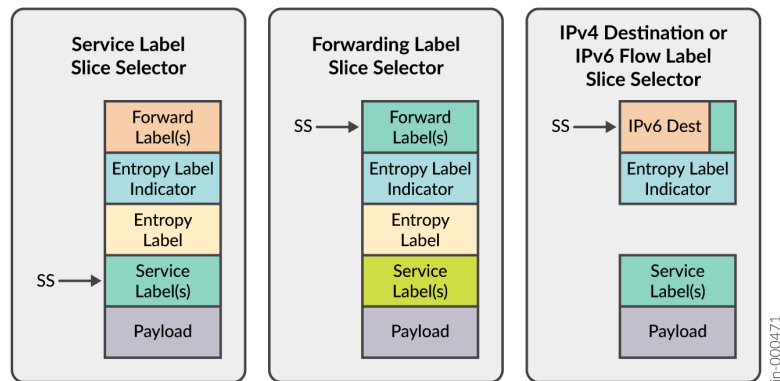 Service Label
Slice Selector
Forward
Label(s)
Entropy Label
Indicator
Entropy
Label
SS
Service
Label(s)
Payload
Forwarding Label
Slice Selector
SS
Forward
Label(s)
Entropy Label
Indicator
Entropy
Label
Service
Label(s)
Payload
IPv4 Destination or
IPv6 Flow Label
Slice Selector
SS
IPv6 Dest
Entropy Label
Indicator
Service
Label(s)
Payload
jn-000471